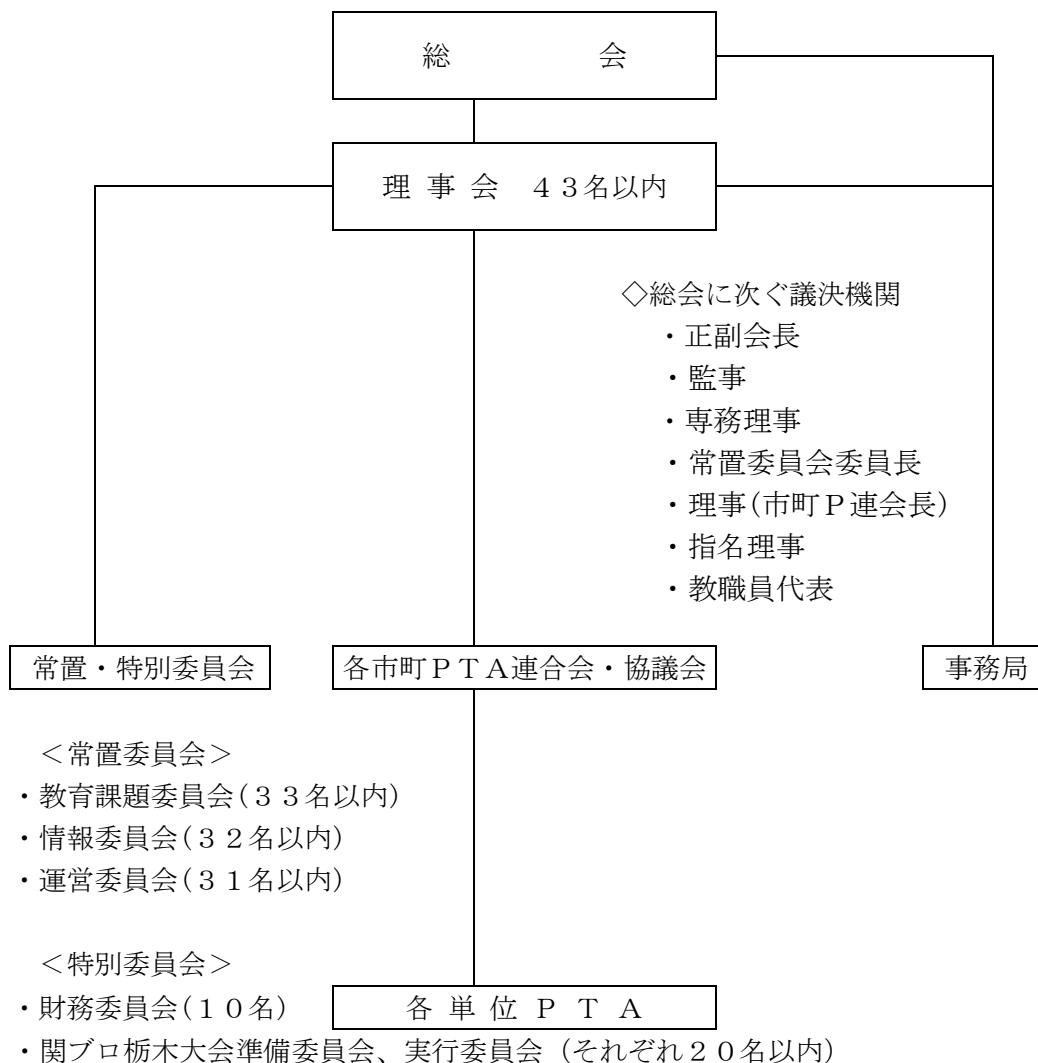 総　　　　会
理 事 会　４３名以内
◇総会に次ぐ議決機関
・正副会長
・監事
・専務理事
・常置委員会委員長
・理事(市町Ｐ連会長)
・指名理事
・教職員代表
常置・特別委員会
各市町ＰＴＡ連合会・協議会
事務局
＜常置委員会＞
・教育課題委員会(３３名以内)
・情報委員会(３２名以内)
・運営委員会(３１名以内)
＜特別委員会＞
・財務委員会(１０名)
各 単 位 Ｐ Ｔ Ａ
・関ブロ栃木大会準備委員会、実行委員会 (それぞれ２０名以内)